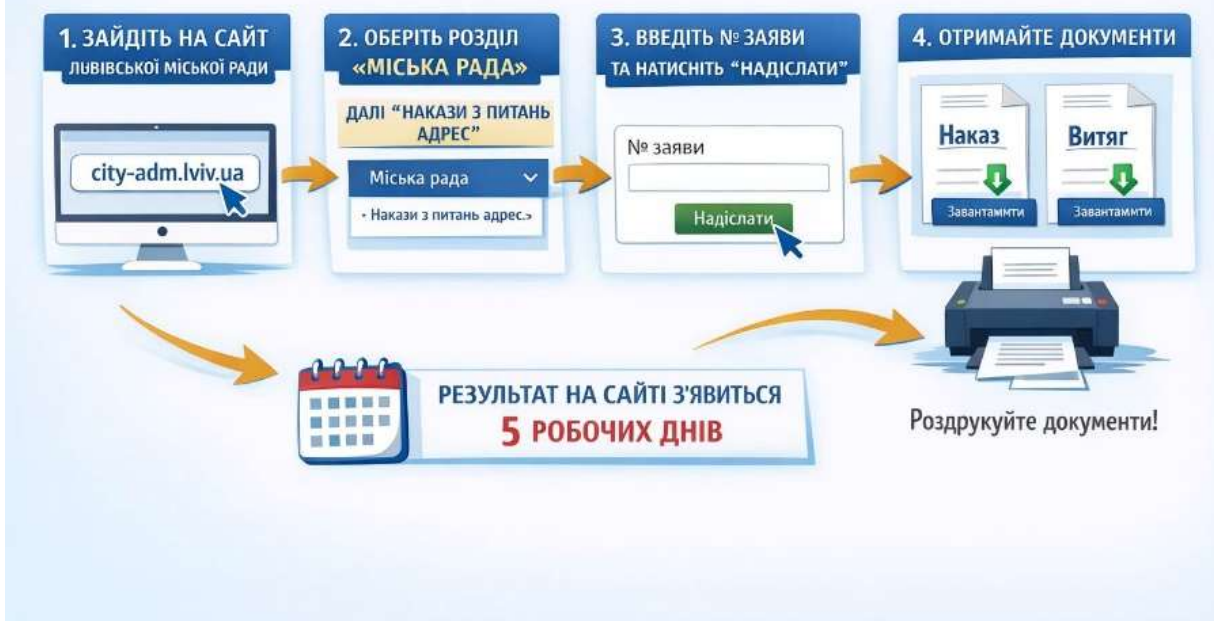 1. ЗАЙДІТЬ НА САЙТ
ЛЬВІВСЬКОЇ МІСЬКОЇ РАДИ
city-adm.lviv.ua
2. ОБЕРІТЬ РОЗДІЛ
«МІСЬКА РАДА»
ДАЛІ “НАКАЗИ З ПИТАНЬ
АДРЕС”
Міська рада
- Накази з питань адрес.>
3. ВВЕДІТЬ № ЗАЯВИ
ТА НАТИСНІТЬ “НАДІСЛАТИ”
№ заяви
Надіслати
4. ОТРИМАЙТЕ ДОКУМЕНТИ
Наказ
Завантаммти
Витяг
Завантаммти
РЕЗУЛЬТАТ НА САЙТІ З'ЯВИТЬСЯ
5 РОБОЧИХ ДНІВ
Роздрукуйте документи!